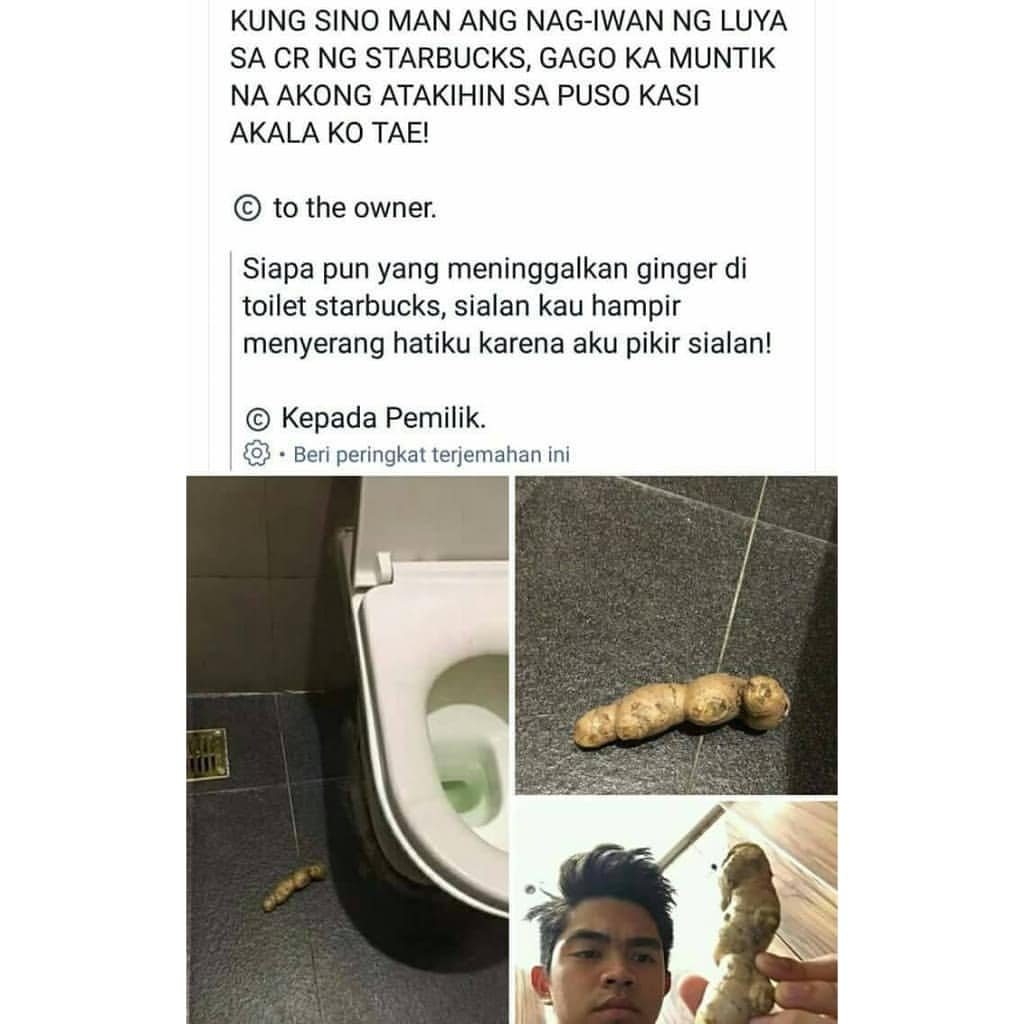 KUNG SINO MAN ANG NAG-IWAN NG LUYA
SA CR NG STARBUCKS, GAGO KA MUNTIK
NA AKONG ATAKIHIN SA PUSO KASI
AKALA KO TAE!
© to the owner.
Siapa pun yang meninggalkan ginger di
toilet starbucks, sialan kau hampir
menyerang hatiku karena aku pikir sialan!
© Kepada Pemilik.
• Beri peringkat terjemahan ini